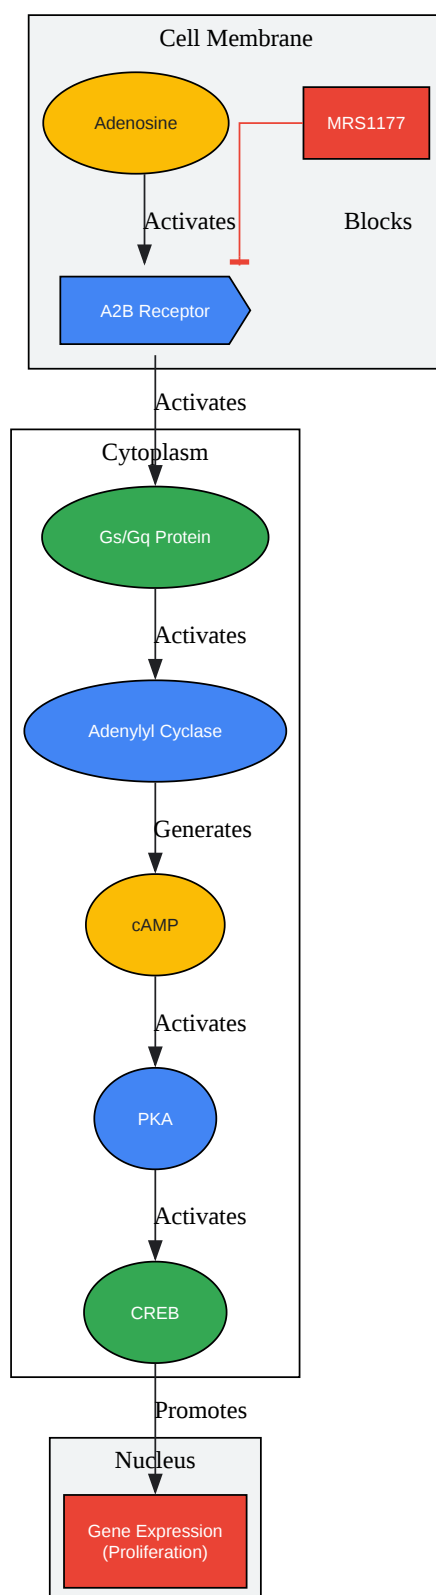 Cell Membrane
Adenosine
MRS1177
Activates
Blocks
A2B Receptor
Activates
Cytoplasm
Gs/Gq Protein
Activates
Adenylyl Cyclase
Generates
cAMP
Activates
PKA
Activates
CREB
Promotes
Nucleus
Gene Expression
(Proliferation)